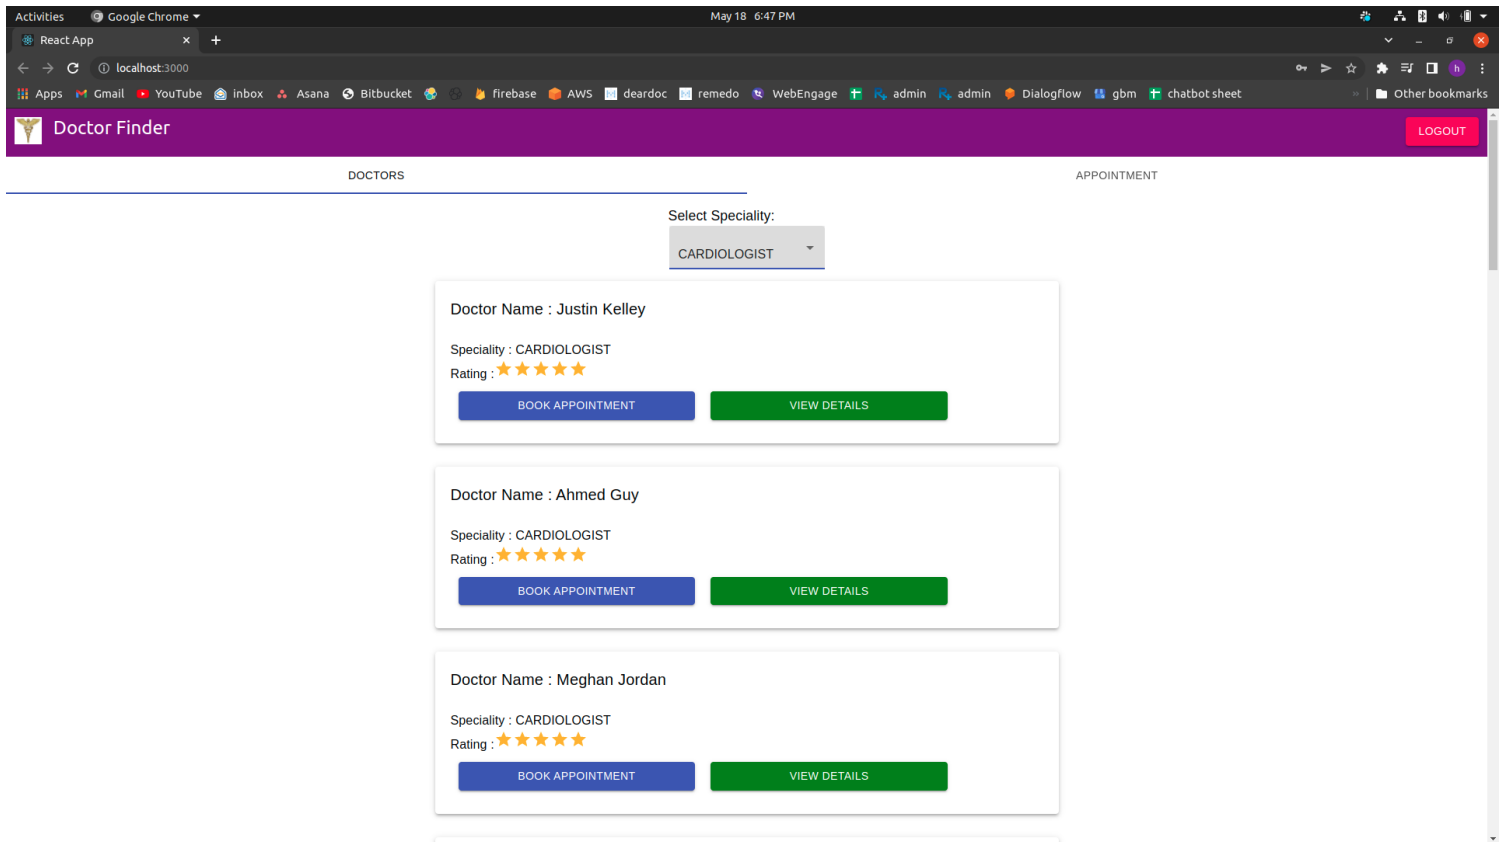 Activities Google Chrome May 18 6:47 PM
React App
localhost:3000 h
Apps Gmail YouTube inbox Asana Bitbucket firebase AWS deardoc remedo WebEngage admin admin Dialogflow gbm chatbot sheet » Other bookmarks
Doctor Finder LOGOUT
DOCTORS APPOINTMENT
Select Speciality:
CARDIOLOGIST
Doctor Name : Justin Kelley
Speciality : CARDIOLOGIST
Rating :
BOOK APPOINTMENT VIEW DETAILS
Doctor Name : Ahmed Guy
Speciality : CARDIOLOGIST
Rating :
BOOK APPOINTMENT VIEW DETAILS
Doctor Name : Meghan Jordan
Speciality : CARDIOLOGIST
Rating :
BOOK APPOINTMENT VIEW DETAILS